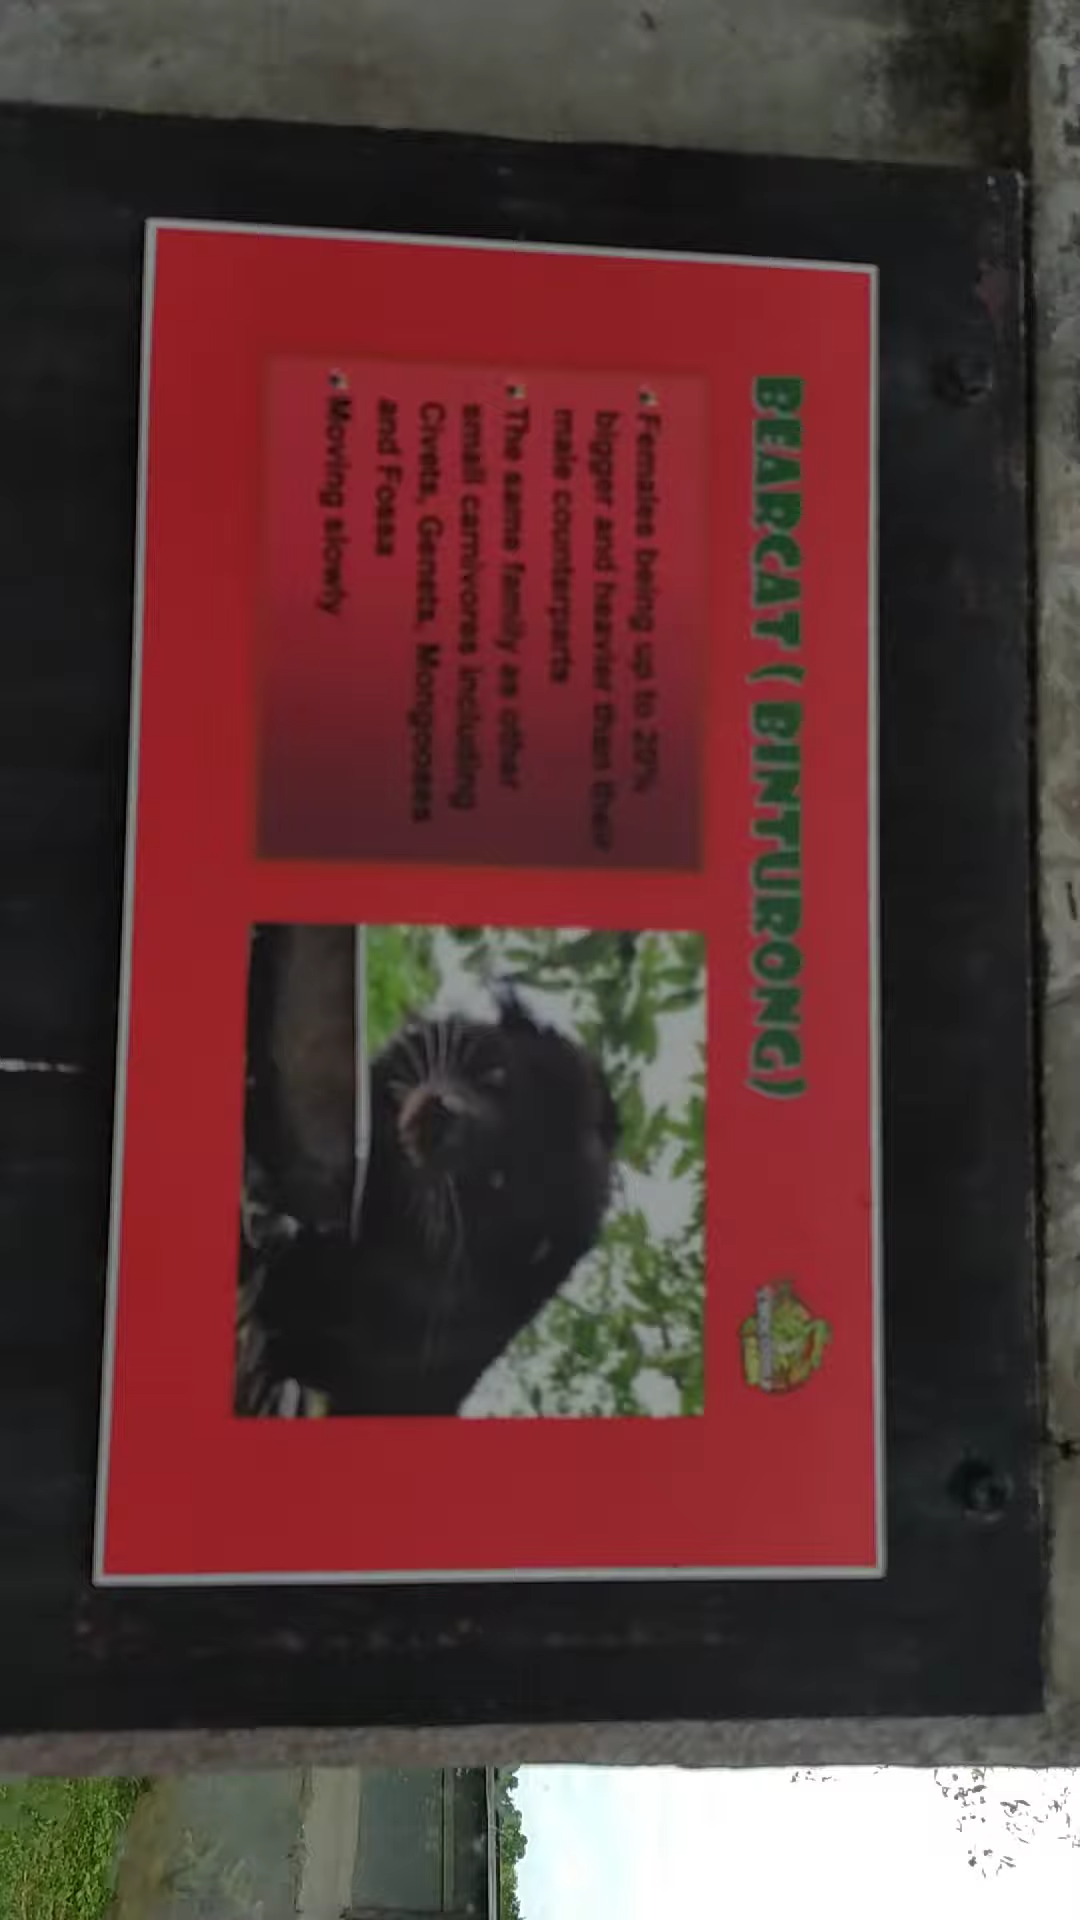 BEARCAT ( BINTURONG)
Females being up to 20%
bigger and heavier than their
male counterparts
The same family as other
small carnivores including
Civets, Genets, Mongooses
and Fossa
Moving slowly